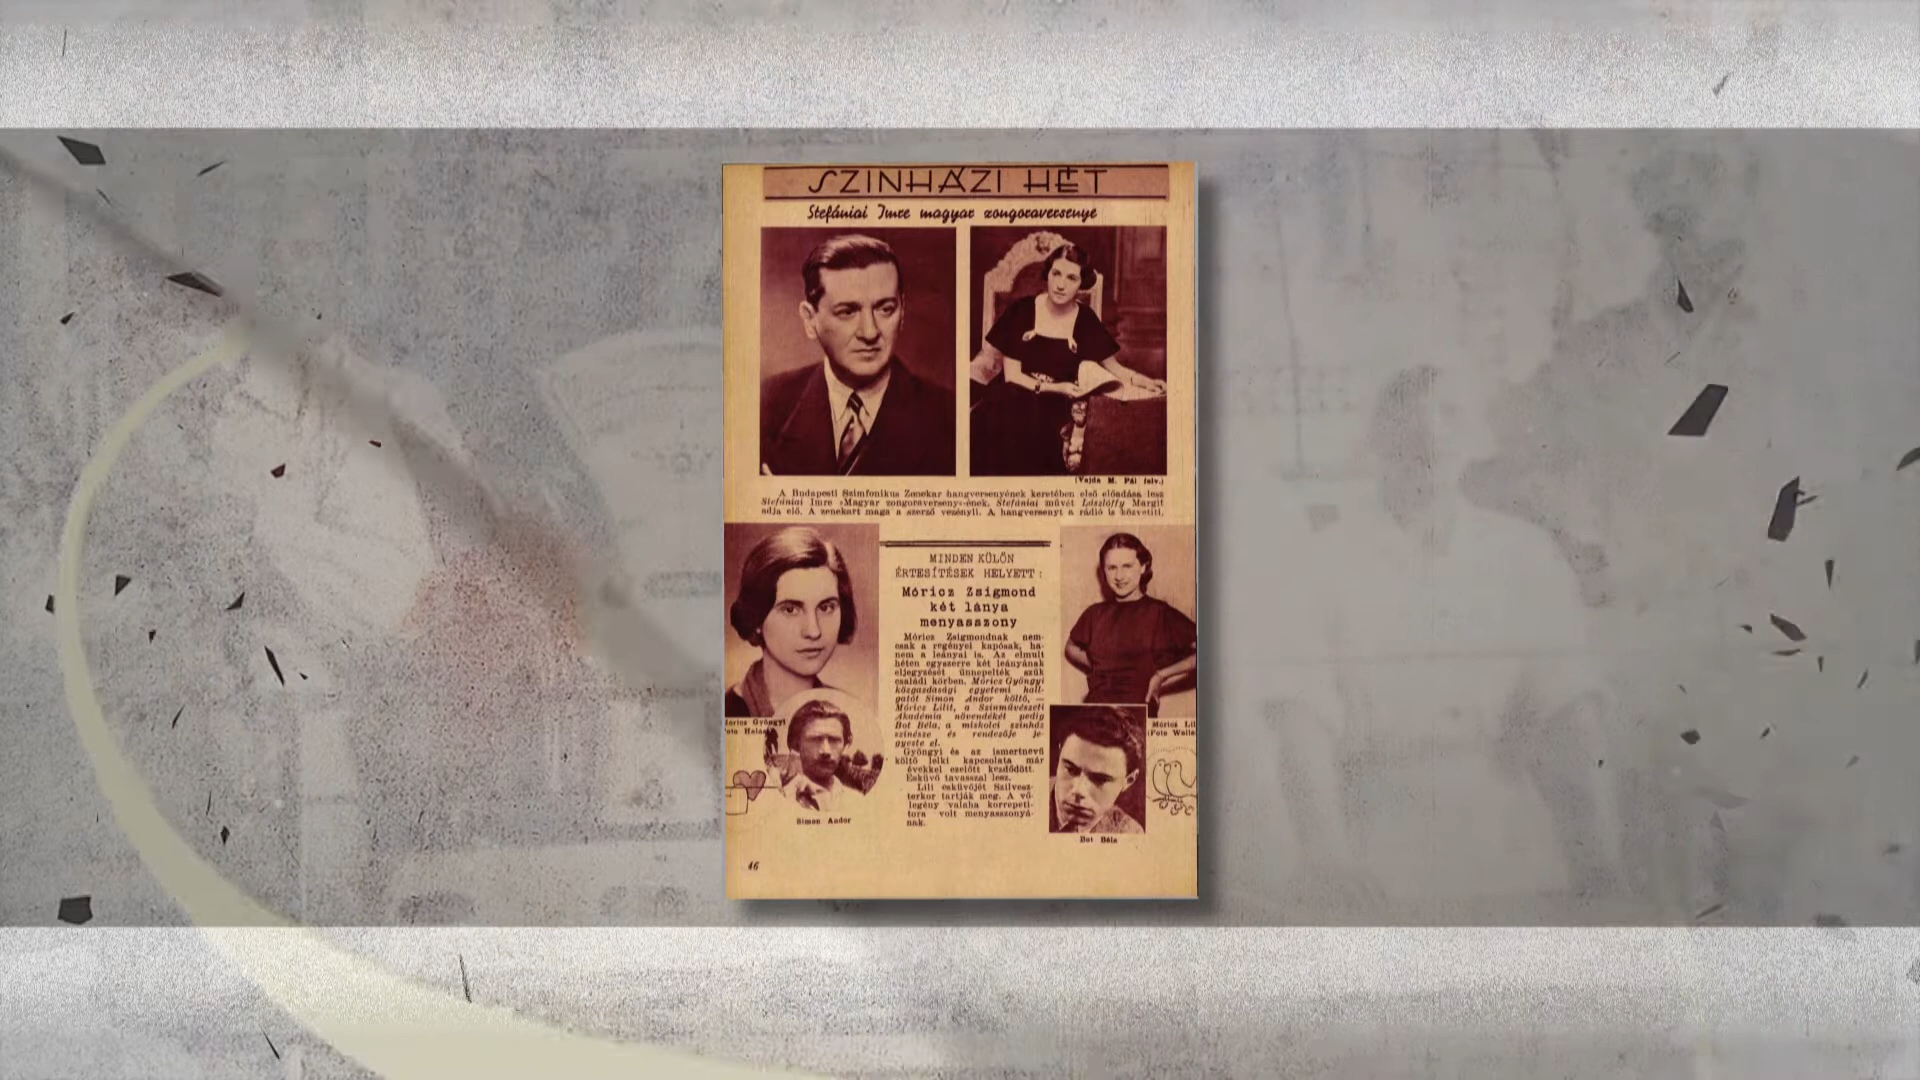 SZINHÁZI HÉT
Stefániai Imre magyar zongoraversenye
(Vajda M. Pál felv.)
A Budapesti Szimfonikus Zenekar hangversenyének keretében első előadása lesz
Stefániai Imre »Magyar zongoraverseny«-ének. Stefániai művét Lászlóffy Margit
adja elő. A zenekart maga a szerző vezényli. A hangversenyt a rádió is közvetíti.
MINDEN KÜLÖN
ÉRTESÍTÉSEK HELYETT:
Móricz Zsigmond
két lánya
menyasszony
Móricz Zsigmondnak nem-
csak a regényei kapósak, ha-
nem a leányai is. Az elmult
héten egyszerre két leányának
eljegyzését ünnepelték szűk
családi körben. Móricz Gyöngyi
közgazdasági egyetemi hall-
gatót Simon Andor költő, —
Móricz Lilit, a Színművészeti
Akadémia növendékét pedig
Bot Béla, a miskolci színház
színésze és rendezője je-
gyezte el.
Gyöngyi és az ismertnevű
költő lelki kapcsolata már
évekkel ezelőtt kezdődött.
Esküvő tavasszal lesz.
Lili esküvőjét Szilvesz-
terkor tartják meg. A vő-
legény valaha korrepeti-
tora volt menyasszonyá-
nak.
Móricz Gyöngyi
Simon Andor
Móricz Lil
Bot Béla
46